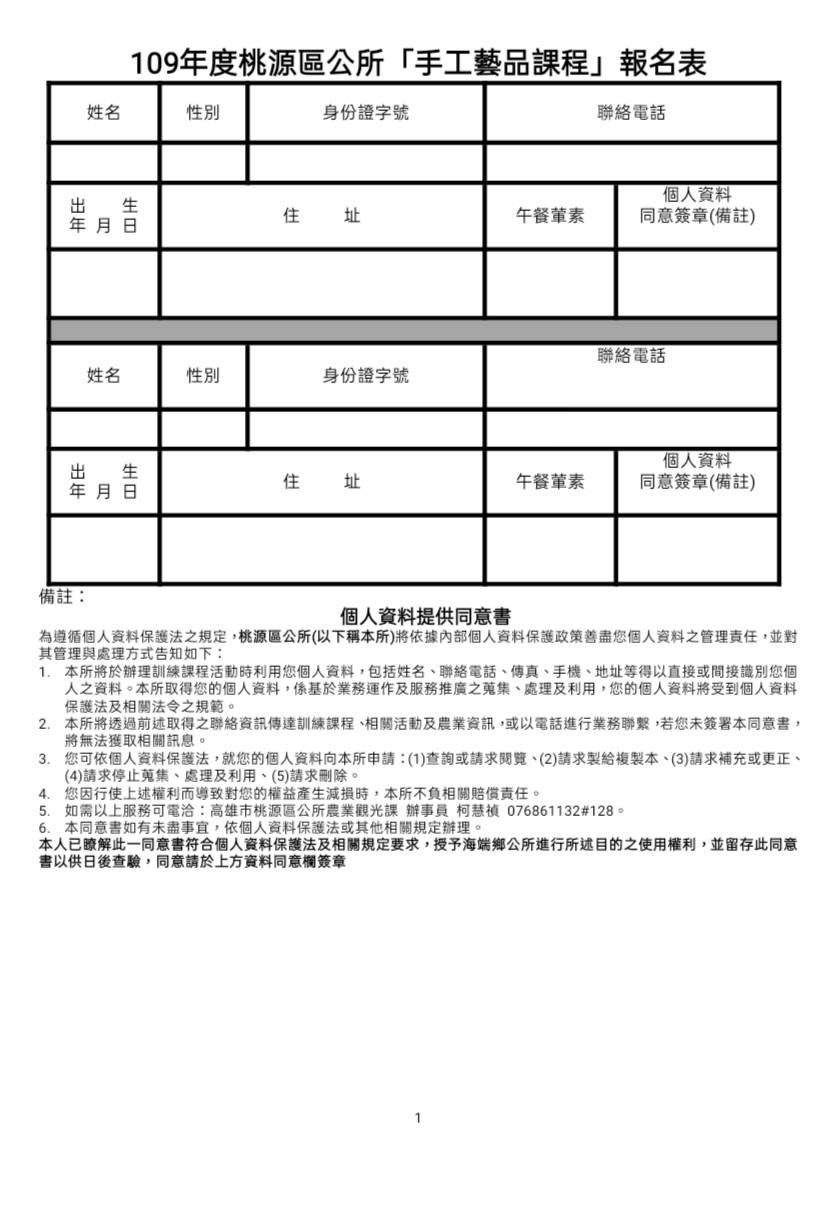 109年度桃源區公所「手工藝品課程」報名表
姓名 性別 身份證字號 聯絡電話
出 生
年 月 日
住 址
午餐葷素
個人資料
同意簽章(備註)
姓名 性別 身份證字號 聯絡電話
出 生
年 月 日
住 址
午餐葷素
個人資料
同意簽章(備註)
備註：
個人資料提供同意書
為遵循個人資料保護法之規定，桃源區公所(以下稱本所)將依據內部個人資料保護政策善盡您個人資料之管理責任，並對
其管理與處理方式告知如下：
1. 本所將於辦理訓練課程活動時利用您個人資料，包括姓名、聯絡電話、傳真、手機、地址等得以直接或間接識別您個
人之資料。本所取得您的個人資料，係基於業務運作及服務推廣之蒐集、處理及利用，您的個人資料將受到個人資料
保護法及相關法令之規範。
2. 本所將透過前述取得之聯絡資訊傳達訓練課程、相關活動及農業資訊，或以電話進行業務聯繫，若您未簽署本同意書，
將無法獲取相關訊息。
3. 您可依個人資料保護法，就您的個人資料向本所申請：(1)查詢或請求閱覽、(2)請求製給複製本、(3)請求補充或更正、
(4)請求停止蒐集、處理及利用、(5)請求刪除。
4. 您因行使上述權利而導致對您的權益產生減損時，本所不負相關賠償責任。
5. 如需以上服務可電洽：高雄市桃源區公所農業觀光課 辦事員 柯慧禎 076861132#128。
6. 本同意書如有未盡事宜，依個人資料保護法或其他相關規定辦理。
本人已瞭解此一同意書符合個人資料保護法及相關規定要求，授予海端鄉公所進行所述目的之使用權利，並留存此同意
書以供日後查驗，同意請於上方資料同意欄簽章
1